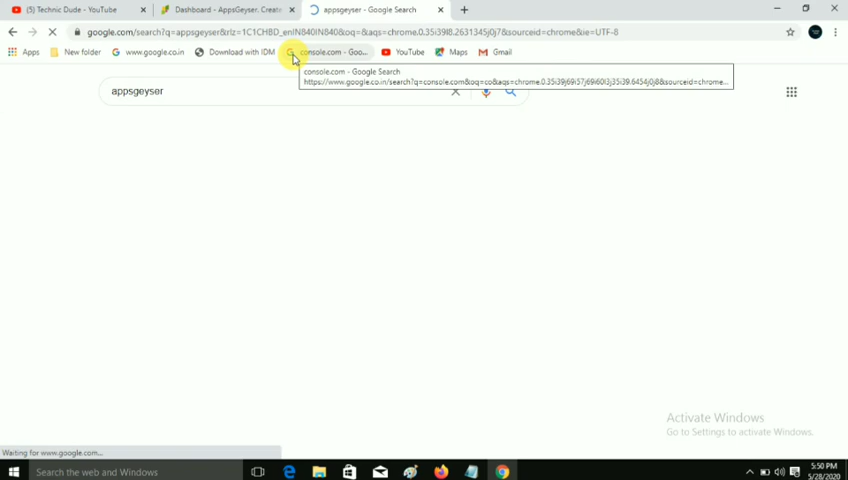 (5) Technic Dude - YouTube
Dashboard - AppsGeyser. Create
appsgeyser - Google Search
google.com/search?q=appsgeyser&rlz=1C1CHBD_enIN840IN840&oq=&aqs=chrome.0.35i39l8.2631345j0j7&sourceid=chrome&ie=UTF-8
Apps
New folder
www.google.co.in
Download with IDM
console.com - Goo...
YouTube
Maps
Gmail
console.com - Google Search
https://www.google.co.in/search?q=console.com&oq=co&aqs=chrome.0.35i39j69i57j69i60l3j35i39.6454j0j8&sourceid=chrome...
appsgeyser
Activate Windows
Go to Settings to activate Windows.
Waiting for www.google.com...
Search the web and Windows
5:50 PM
5/28/2020